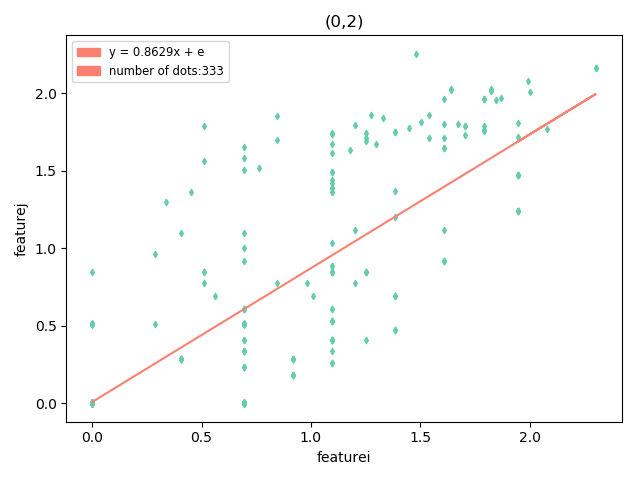 (0,2)
y = 0.8629x + e
number of dots:333
2.0
1.5
1.0
0.5
0.0
featurej
0.0 0.5 1.0 1.5 2.0
featurei